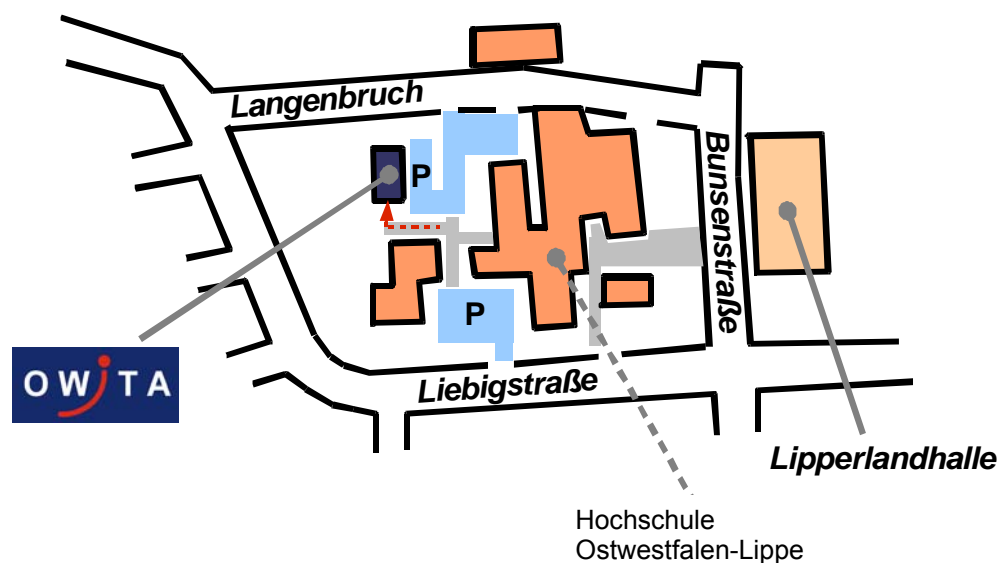 Langenbruch
Bunsenstraße
P
P
Liebigstraße
OWiTA
Lipperlandhalle
Hochschule
Ostwestfalen-Lippe